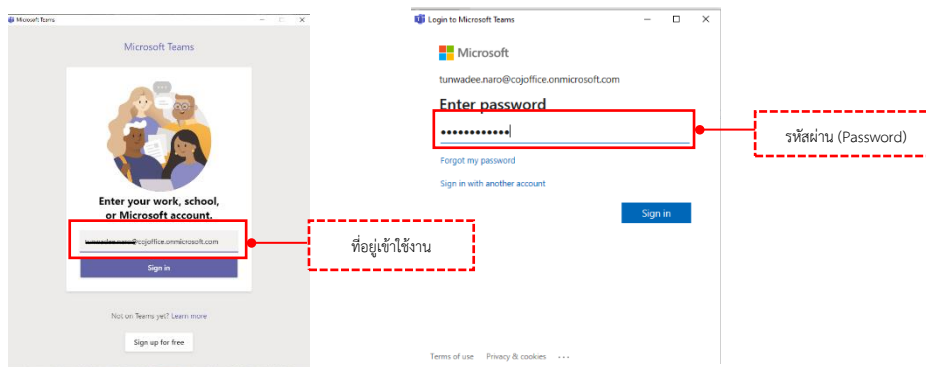 Microsoft Teams
Microsoft Teams
Enter your work, school,
or Microsoft account.
@cojoffice.onmicrosoft.com
Sign in
Not on Teams yet? Learn more
Sign up for free
ที่อยู่เข้าใช้งาน
Login to Microsoft Teams
Microsoft
tunwadee.naro@cojoffice.onmicrosoft.com
Enter password
Forgot my password
Sign in with another account
Sign in
Terms of use Privacy & cookies ...
รหัสผ่าน (Password)